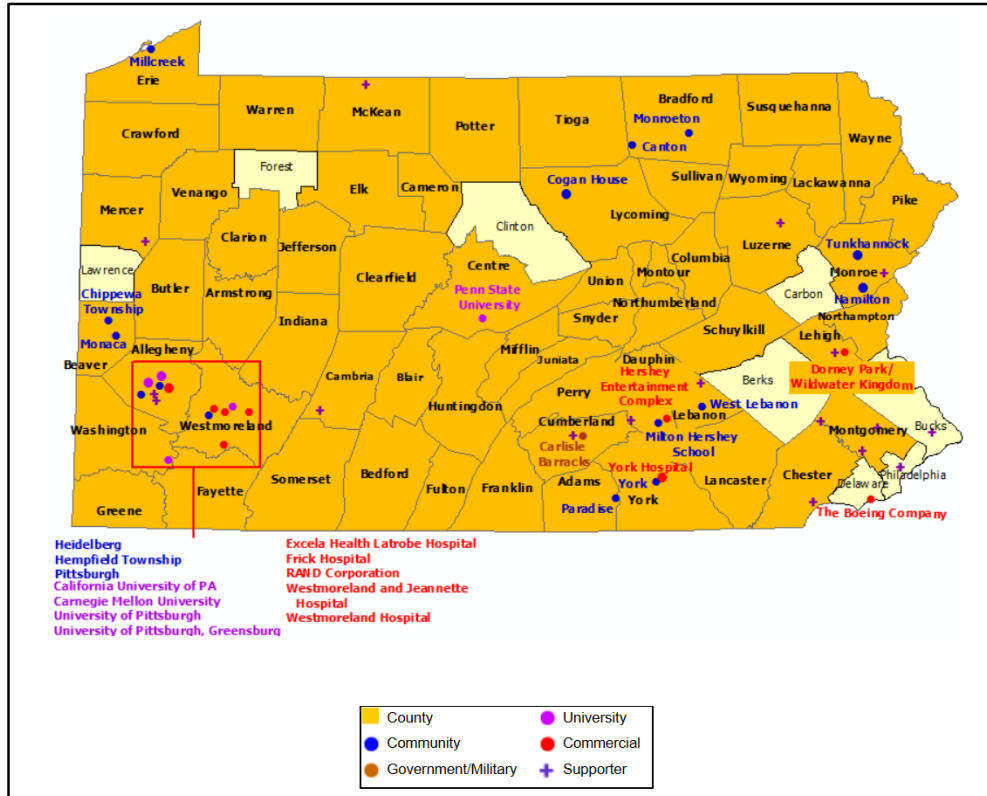 Millcreek
Erie
Crawford
Warren
McKean
Potter
Tioga
Bradford
Monroeton
Canton
Susquehanna
Wayne
Forest
Venango
Mercer
Elk
Cameron
Cogan House
Lycoming
Sullivan
Wyoming
Lackawanna
Pike
Clarion
Jefferson
Clinton
Luzerne
Tunkhannock
Monroe
Hamilton
Lawrence
Chippewa
Township
Monaca
Beaver
Butler
Armstrong
Clearfield
Centre
Penn State
University
Union
Montour
Columbia
Northumberland
Snyder
Carbon
Northampton
Schuylkill
Lehigh
Dorney Park/
Wildwater Kingdom
Allegheny
Indiana
Cambria
Blair
Mifflin
Juniata
Huntingdon
Perry
Dauphin
Hershey
Entertainment
Complex
Lebanon
West Lebanon
Berks
Bucks
Montgomery
Washington
Westmoreland
Cumberland
Carlisle
Barracks
Milton Hershey
School
York Hospital
York
York
Paradise
Adams
Lancaster
Chester
Delaware
Philadelphia
The Boeing Company
Greene
Fayette
Somerset
Bedford
Fulton
Franklin
Heidelberg
Hempfield Township
Pittsburgh
California University of PA
Carnegie Mellon University
University of Pittsburgh
University of Pittsburgh, Greensburg
Excela Health Latrobe Hospital
Frick Hospital
RAND Corporation
Westmoreland and Jeannette
Hospital
Westmoreland Hospital
County
Community
Government/Military
University
Commercial
Supporter